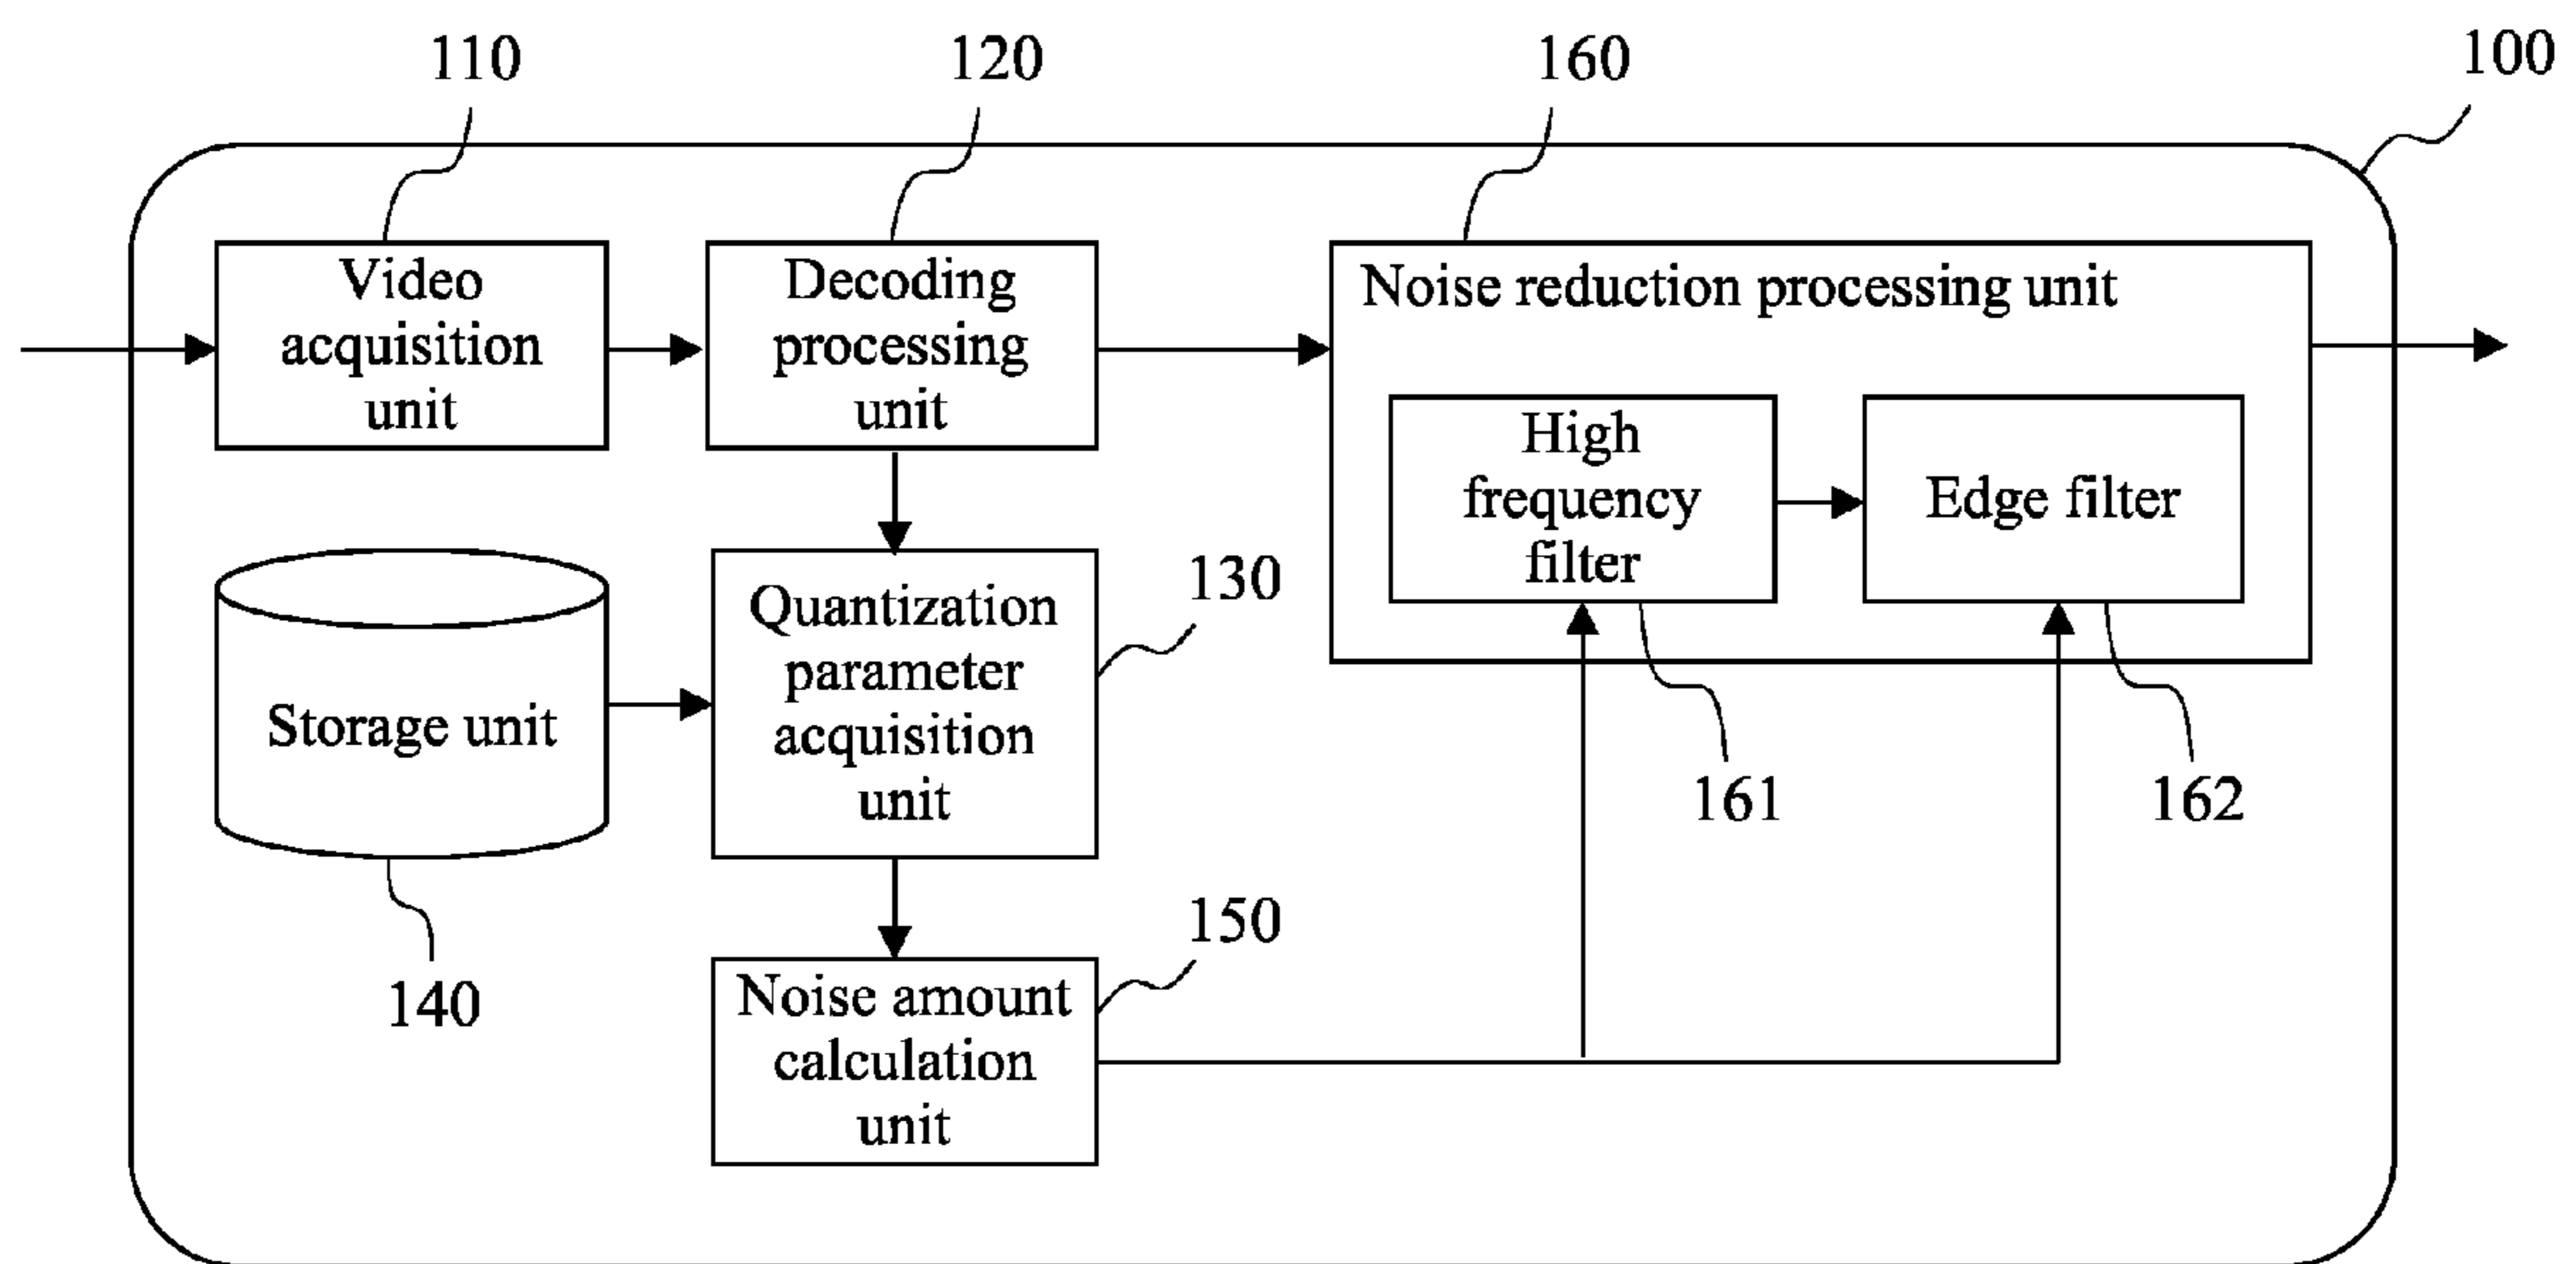 110
120
160
100
Video
acquisition
unit
Decoding
processing
unit
Noise reduction processing unit
High
frequency
filter
Edge filter
161
162
Storage unit
140
Quantization
parameter
acquisition
unit
130
Noise amount
calculation
unit
150